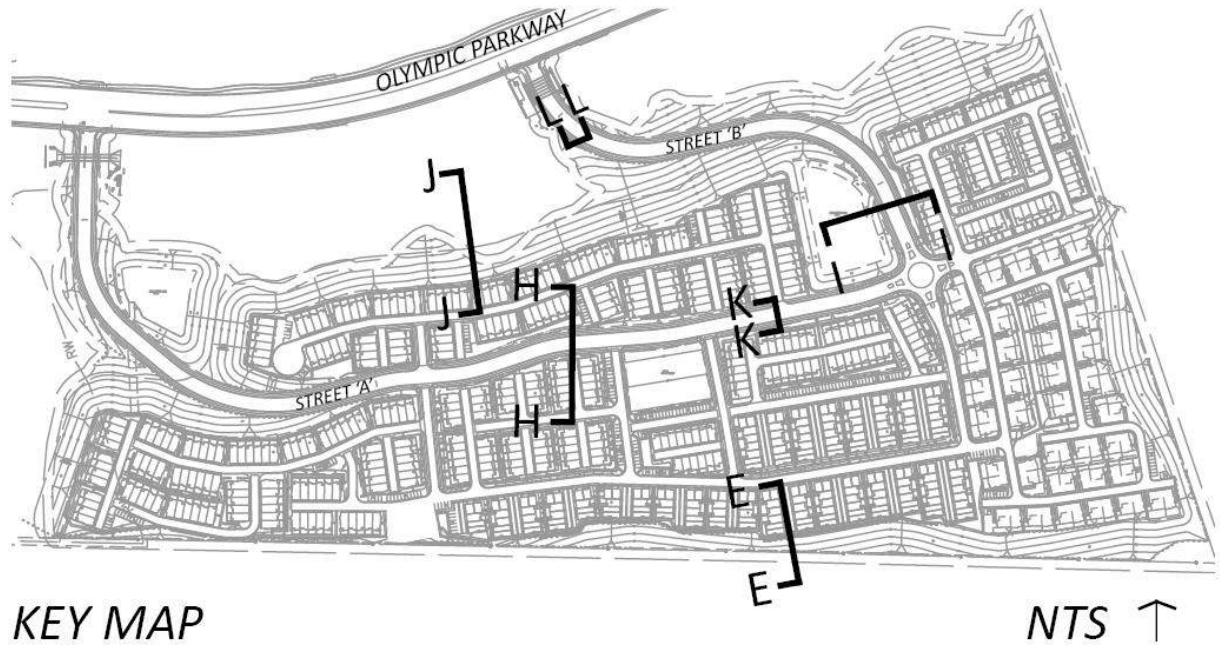 OLYMPIC PARKWAY
L L
STREET 'B'
J
H
J
K
K
STREET 'A'
H
E
E
KEY MAP
NTS